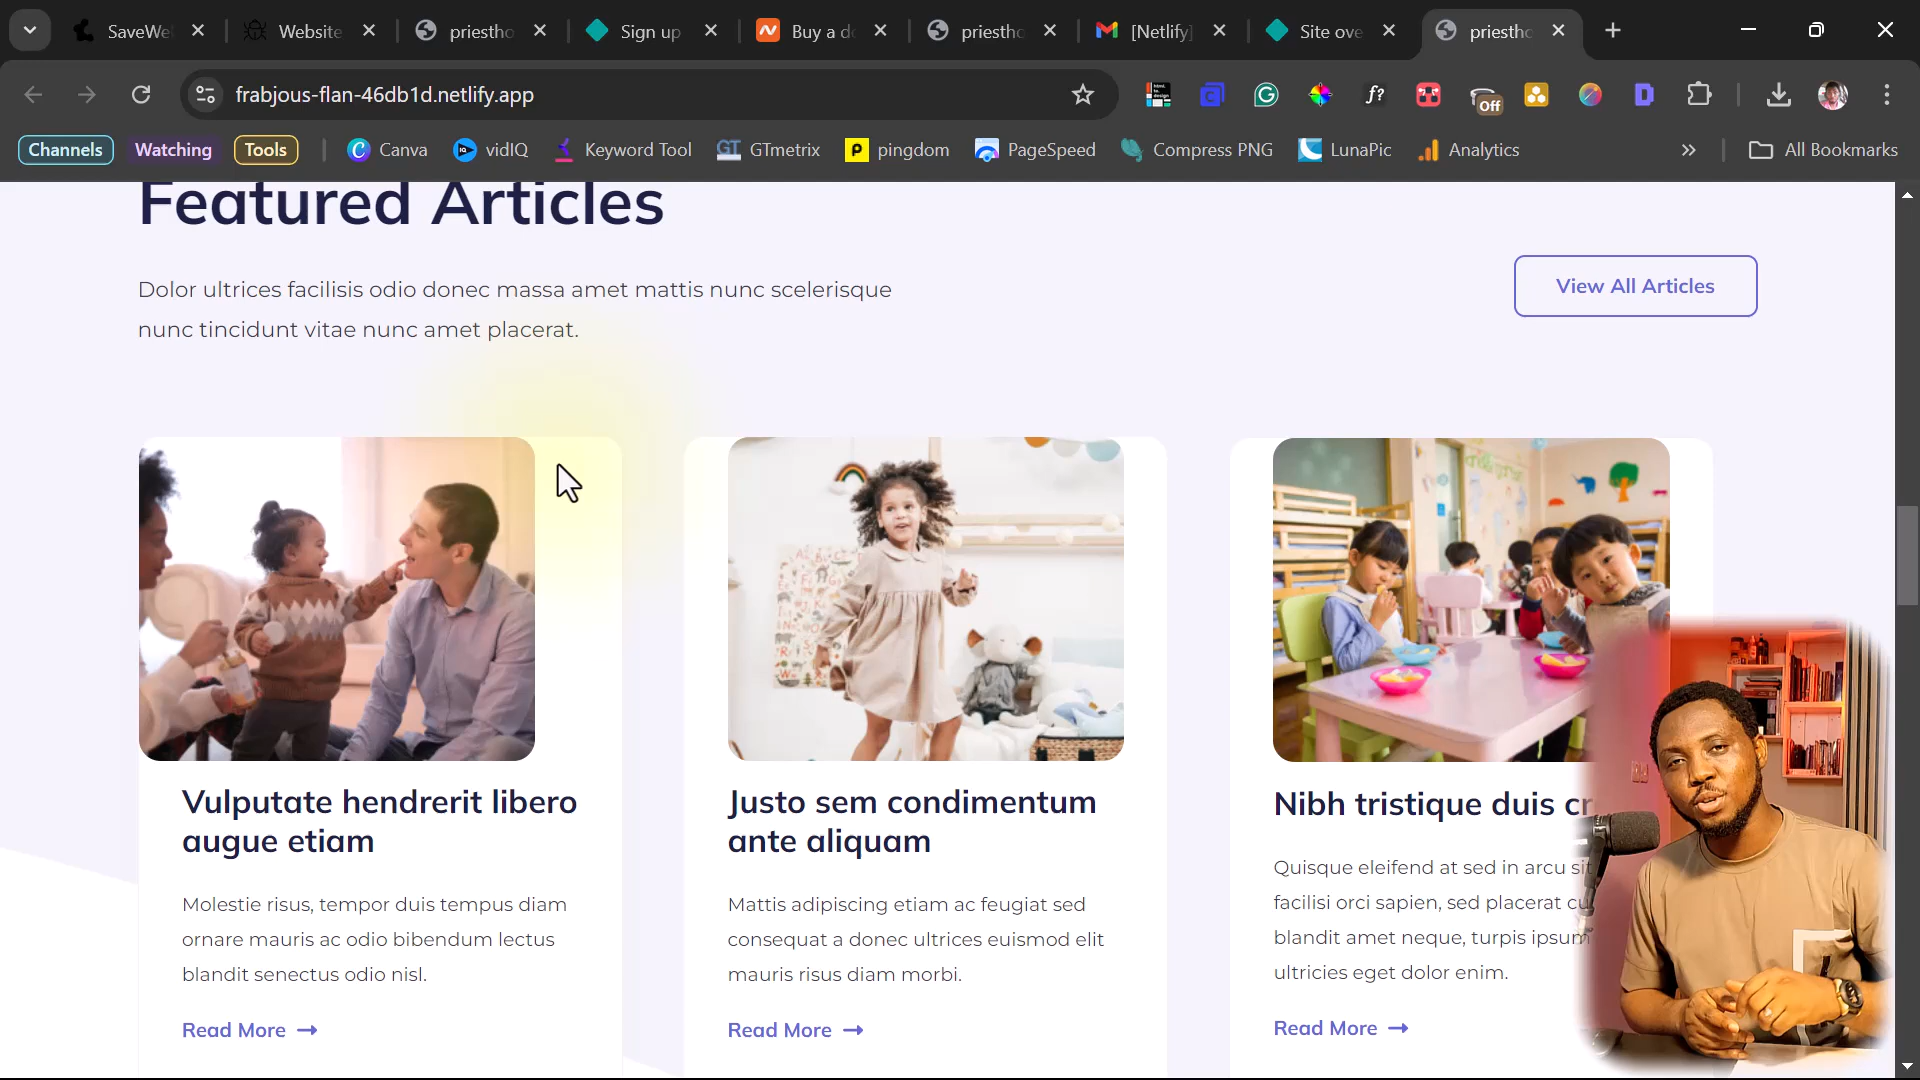 SaveWe
Website
priestho
Sign up
Buy a do
priestho
[Netlify]
Site ove
priestho
frabjous-flan-46db1d.netlify.app
f?
Off
D
Channels
Watching
Tools
Canva
vidIQ
Keyword Tool
GT GTmetrix
pingdom
PageSpeed
Compress PNG
LunaPic
Analytics
All Bookmarks
Featured Articles
Dolor ultrices facilisis odio donec massa amet mattis nunc scelerisque
nunc tincidunt vitae nunc amet placerat.
View All Articles
Vulputate hendrerit libero
augue etiam
Molestie risus, tempor duis tempus diam
ornare mauris ac odio bibendum lectus
blandit senectus odio nisl.
Read More
Justo sem condimentum
ante aliquam
Mattis adipiscing etiam ac feugiat sed
consequat a donec ultrices euismod elit
mauris risus diam morbi.
Read More
Nibh tristique duis cr
Quisque eleifend at sed in arcu sit
facilisi orci sapien, sed placerat cu
blandit amet neque, turpis ipsum
ultricies eget dolor enim.
Read More